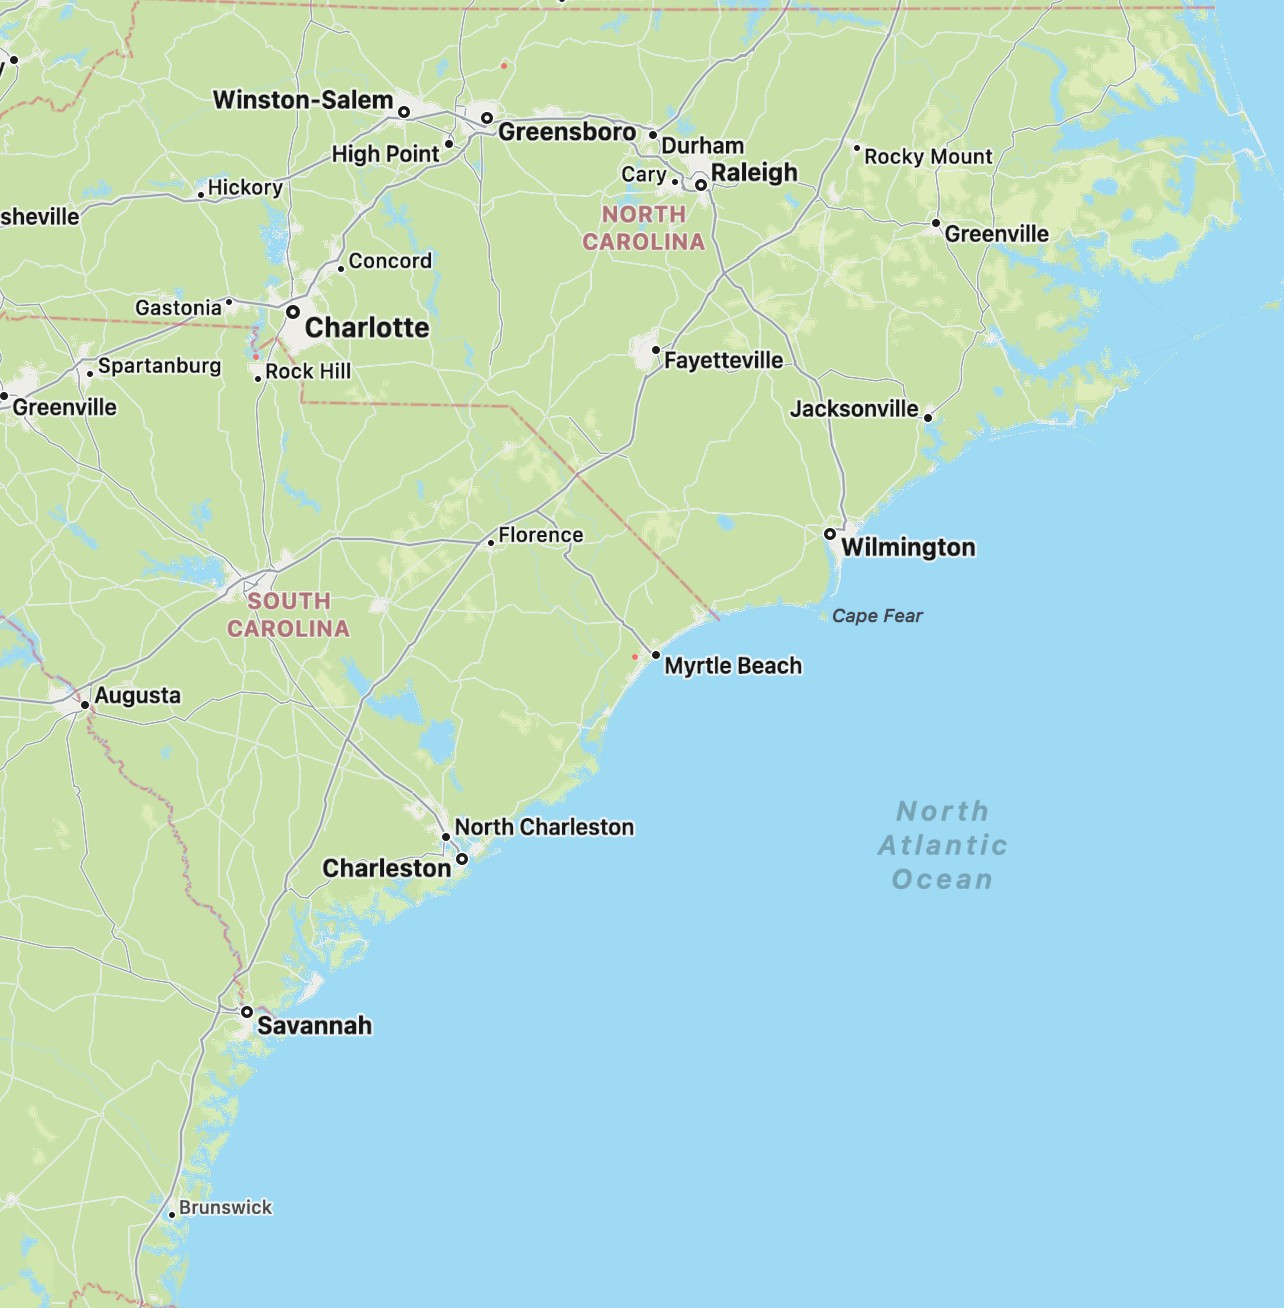 Winston-Salem
Greensboro
High Point
Durham
Cary
Raleigh
Rocky Mount
Hickory
sheville
NORTH
CAROLINA
Greenville
Concord
Gastonia
Charlotte
Spartanburg
Rock Hill
Fayetteville
Greenville
Jacksonville
Florence
Wilmington
SOUTH
CAROLINA
Cape Fear
Myrtle Beach
Augusta
North
Atlantic
Ocean
North Charleston
Charleston
Savannah
Brunswick